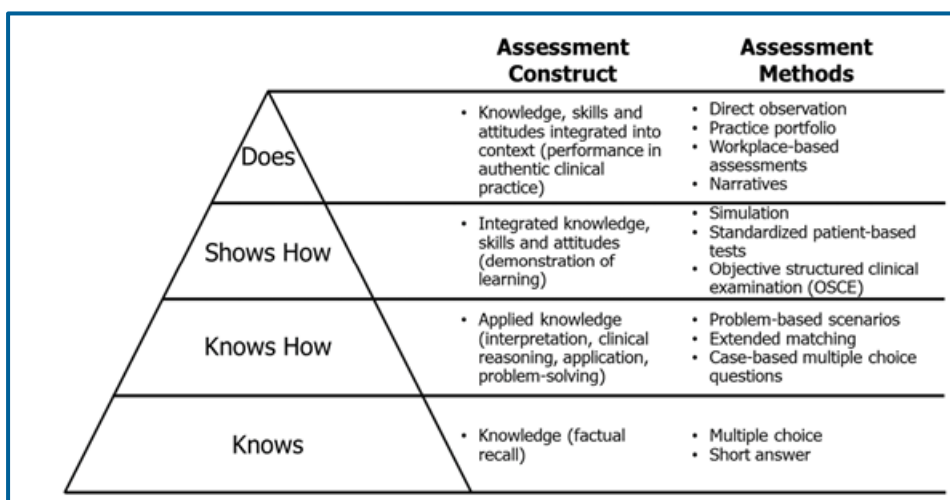 Assessment
Construct
Assessment
Methods
Does
• Knowledge, skills and
attitudes integrated into
context (performance in
authentic clinical
practice)
• Direct observation
• Practice portfolio
• Workplace-based
assessments
• Narratives
Shows How
• Integrated knowledge,
skills and attitudes
(demonstration of
learning)
• Simulation
• Standardized patient-based
tests
• Objective structured clinical
examination (OSCE)
Knows How
• Applied knowledge
(interpretation, clinical
reasoning, application,
problem-solving)
• Problem-based scenarios
• Extended matching
• Case-based multiple choice
questions
Knows
• Knowledge (factual
recall)
• Multiple choice
• Short answer